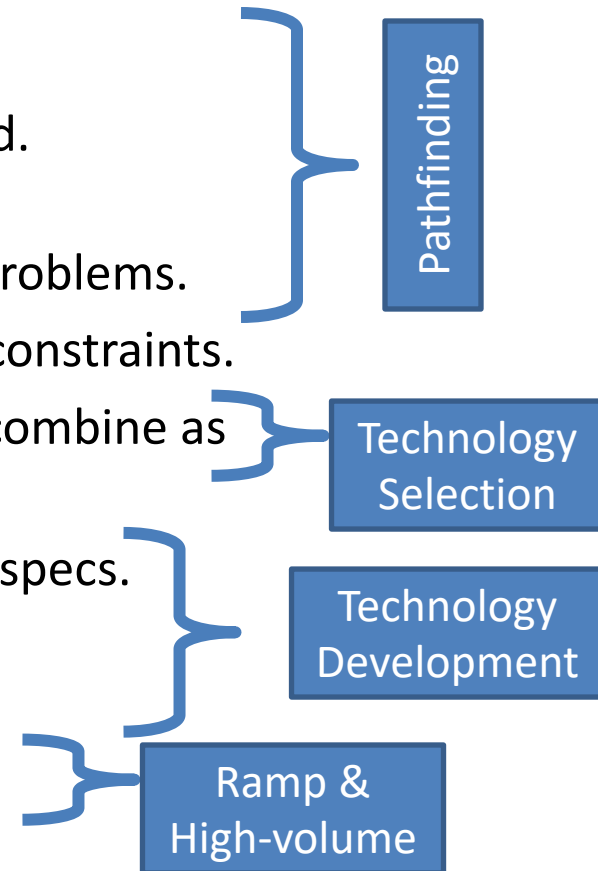 d.
roblems.
constraints.
combine as
specs.
Pathfinding
Technology
Selection
Technology
Development
Ramp &
High-volume